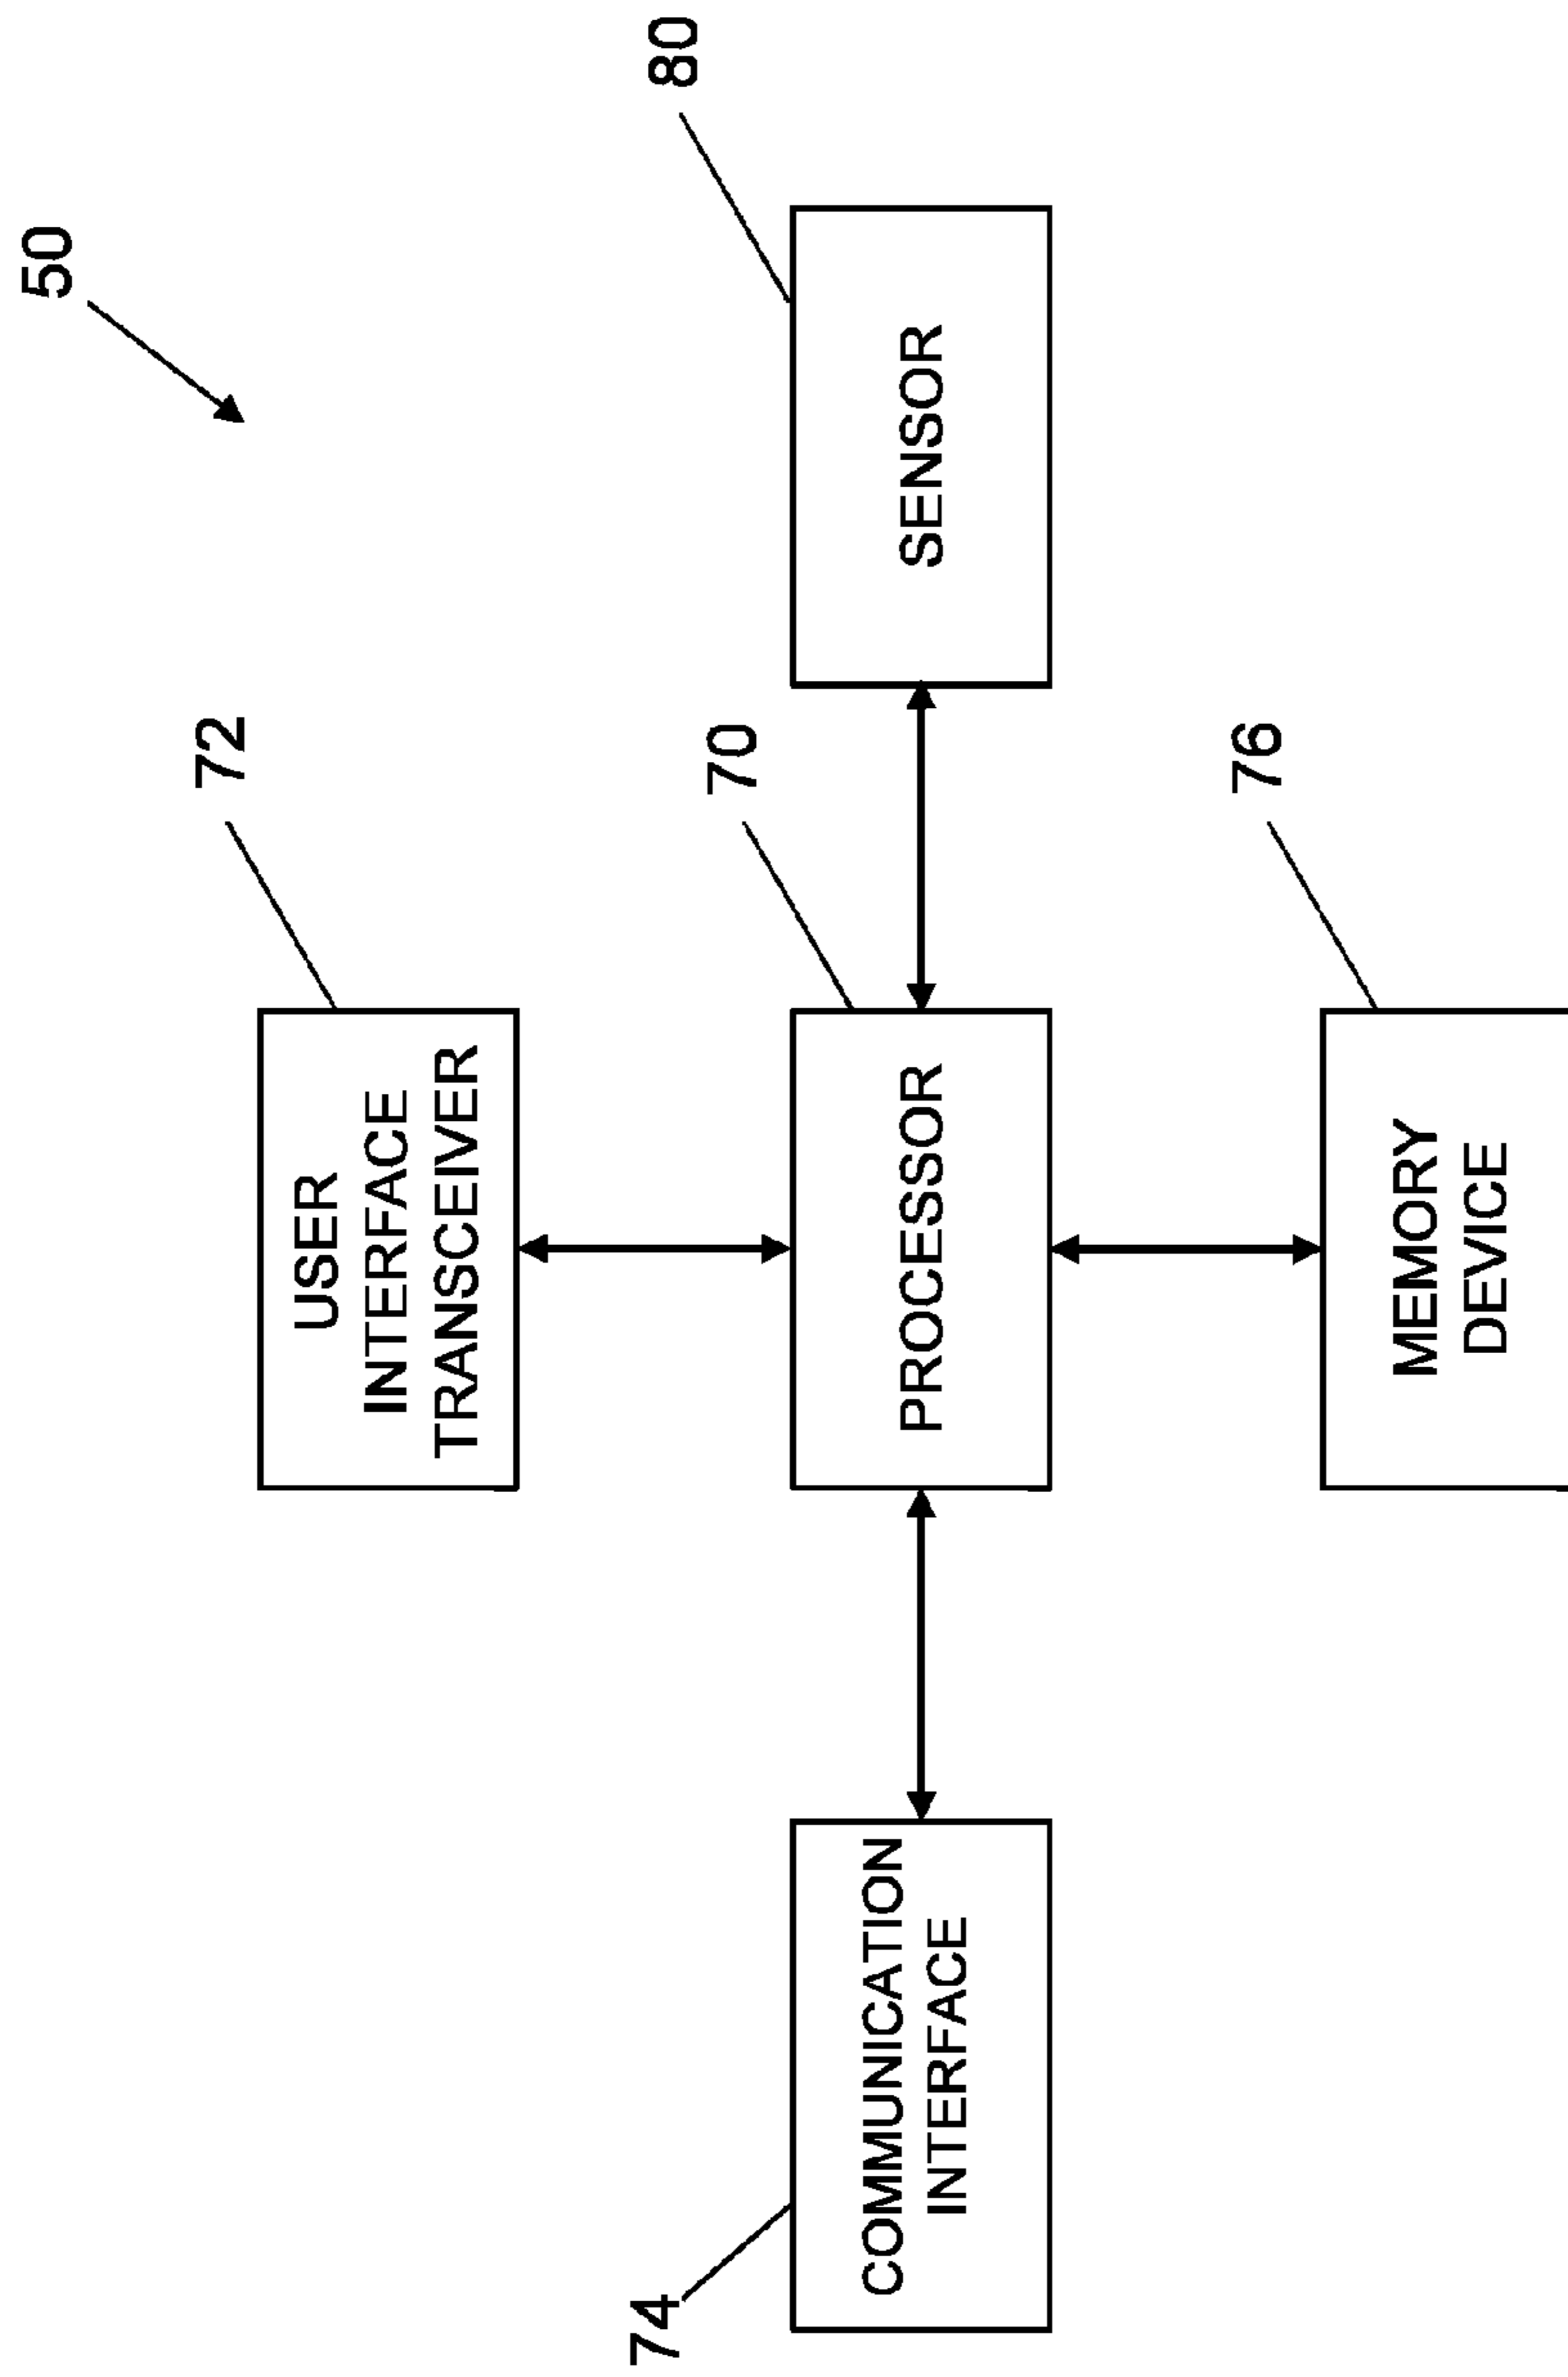 50
72
USER
INTERFACE
TRANSCEIVER
74
COMMUNICATION
INTERFACE
70
PROCESSOR
80
SENSOR
76
MEMORY
DEVICE